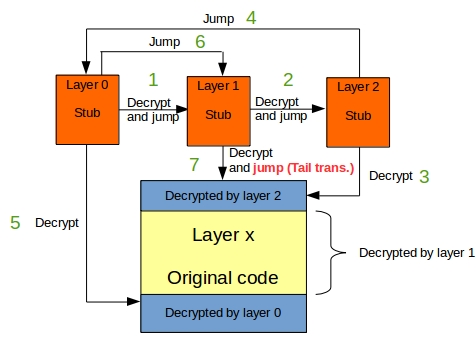 Jump 4
Jump 6
Layer 0
Stub
1
Decrypt
and jump
Layer 1
Stub
2
Decrypt
and jump
Layer 2
Stub
7
Decrypt
and jump (Tail trans.)
Decrypt 3
5 Decrypt
Decrypted by layer 2
Layer x
Original code
Decrypted by layer 1
Decrypted by layer 0